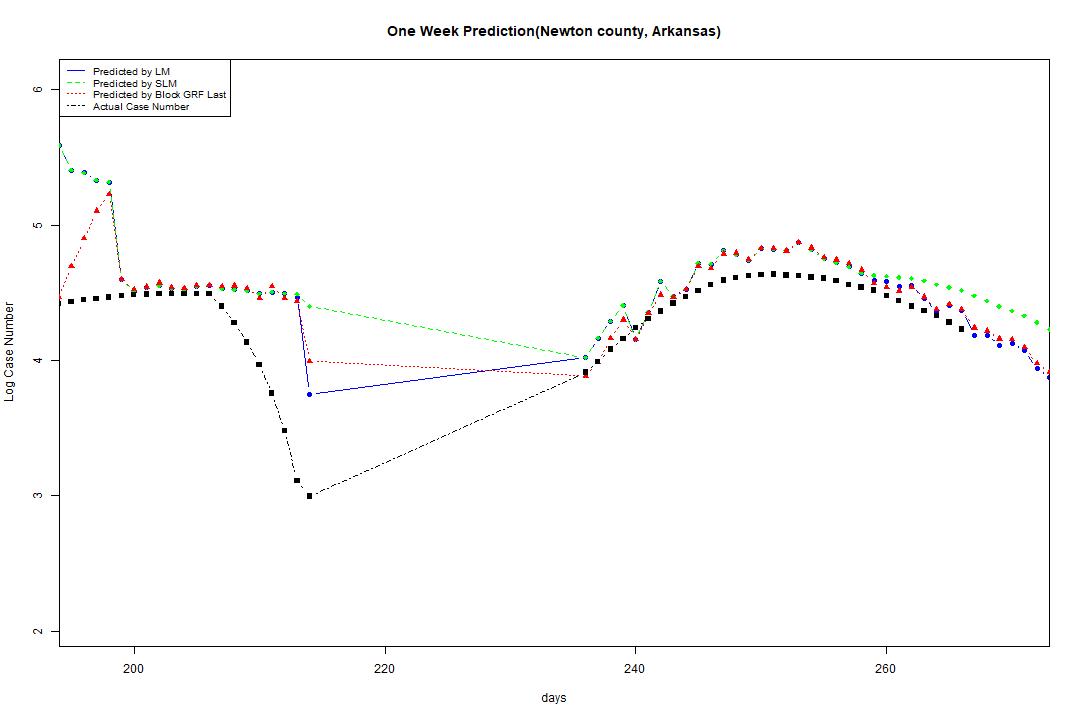 One Week Prediction(Newton county, Arkansas)
Predicted by LM
Predicted by SLM
Predicted by Block GRF Last
Actual Case Number
6
5
4
3
2
Log Case Number
200
220
240
260
days